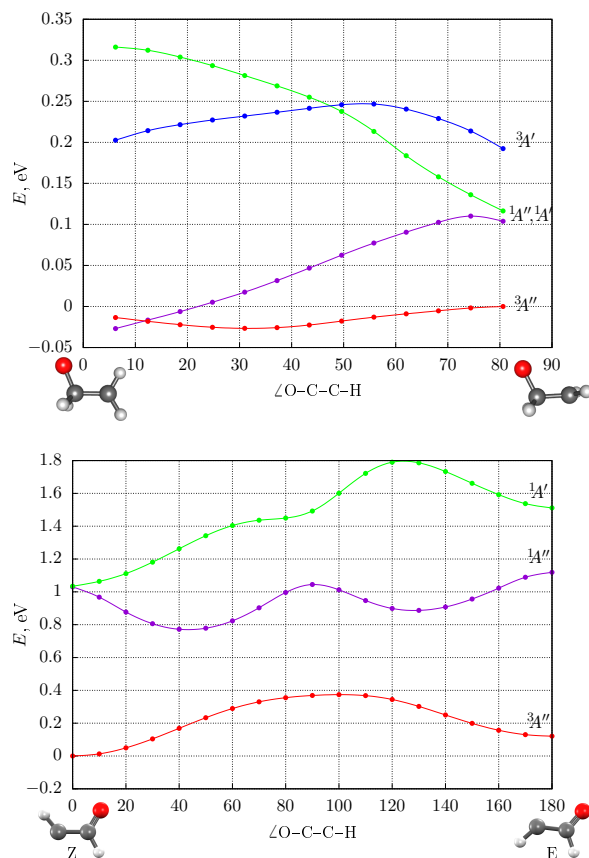 0.35
0.3
0.25
0.2
0.15
0.1
0.05
0
−0.05
E, eV
³A′
¹A″,¹A′
³A″
0 10 20 30 40 50 60 70 80 90
∠O–C–C–H
1.8
1.6
1.4
1.2
1
0.8
0.6
0.4
0.2
0
−0.2
E, eV
¹A′
¹A″
³A″
0 20 40 60 80 100 120 140 160 180
∠O–C–C–H
Z E